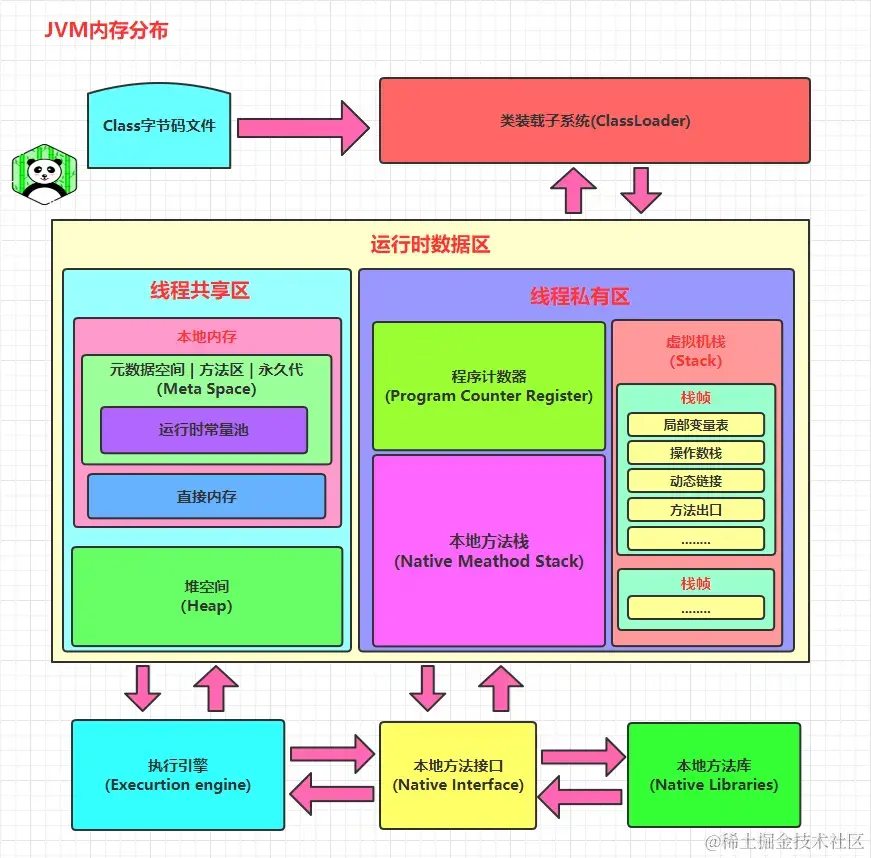 JVM内存分布
Class字节码文件
类装载子系统(ClassLoader)
运行时数据区
线程共享区
本地内存
元数据空间 | 方法区 | 永久代
(Meta Space)
运行时常量池
直接内存
堆空间
(Heap)
线程私有区
程序计数器
(Program Counter Register)
本地方法栈
(Native Meathod Stack)
虚拟机栈
(Stack)
栈帧
局部变量表
操作数栈
动态链接
方法出口
........
栈帧
........
执行引擎
(Execurtion engine)
本地方法接口
(Native Interface)
本地方法库
(Native Libraries)
@稀土掘金技术社区